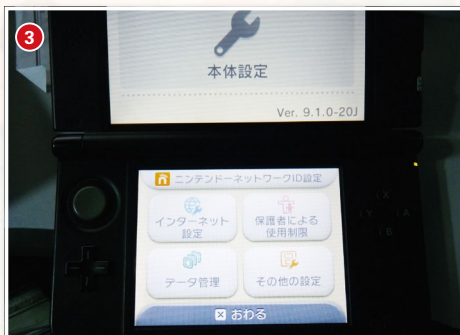 3
本体設定
Ver. 9.1.0-20J
ニンテンドーネットワークID設定
インターネット
設定
保護者による
使用制限
データ管理
その他の設定
X おわる
X
Y
A
B